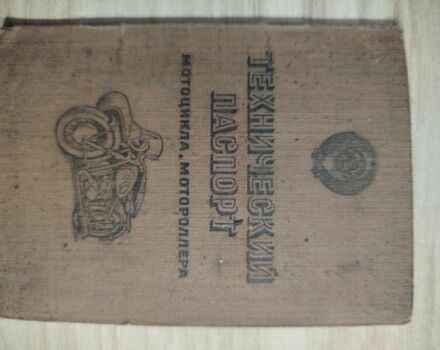 ТЕХНИЧЕСКИЙ
ПАСПОРТ
МОТОЦИКЛА, МОТОРОЛЛЕРА